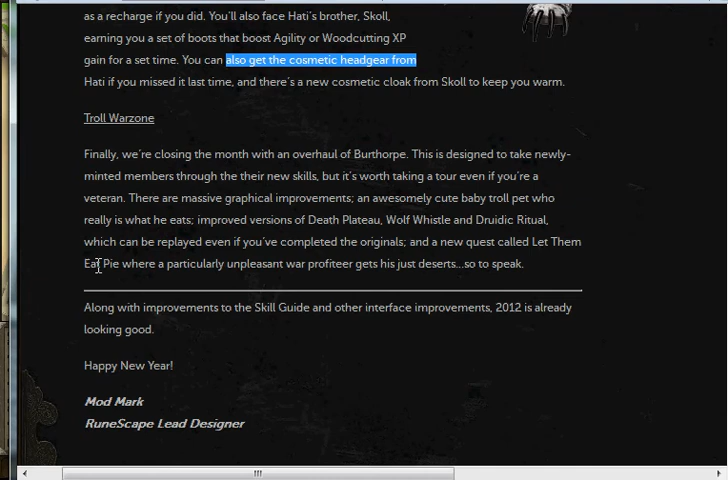 as a recharge if you did. You'll also face Hati's brother, Skoll,
earning you a set of boots that boost Agility or Woodcutting XP
gain for a set time. You can also get the cosmetic headgear from
Hati if you missed it last time, and there's a new cosmetic cloak from Skoll to keep you warm.
Troll Warzone
Finally, we're closing the month with an overhaul of Burthorpe. This is designed to take newly-
minted members through the their new skills, but it's worth taking a tour even if you're a
veteran. There are massive graphical improvements; an awesomely cute baby troll pet who
really is what he eats; improved versions of Death Plateau, Wolf Whistle and Druidic Ritual,
which can be replayed even if you've completed the originals; and a new quest called Let Them
Eat Pie where a particularly unpleasant war profiteer gets his just deserts...so to speak.
Along with improvements to the Skill Guide and other interface improvements, 2012 is already
looking good.
Happy New Year!
Mod Mark
RuneScape Lead Designer